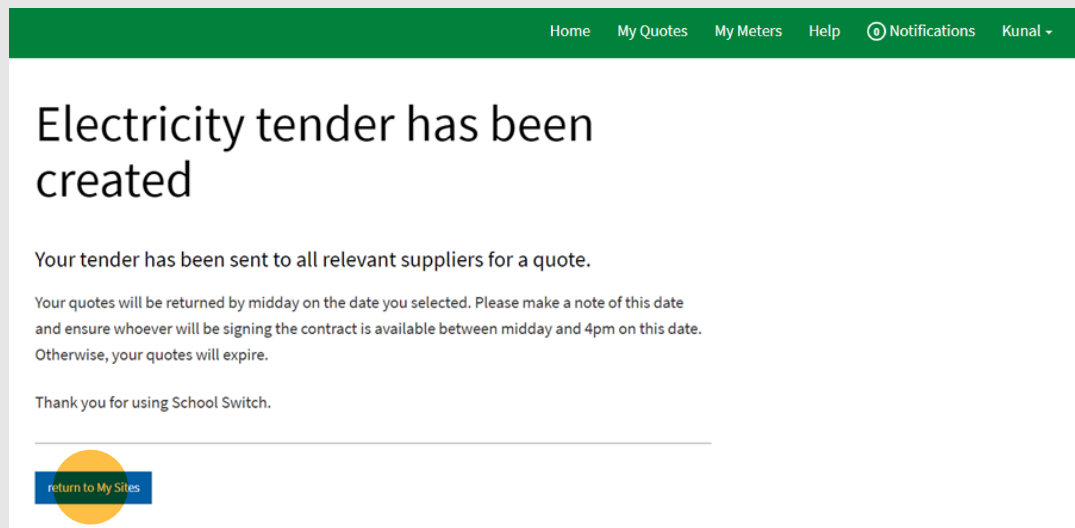 Home My Quotes My Meters Help 0 Notifications Kunal
Electricity tender has been
created
Your tender has been sent to all relevant suppliers for a quote.
Your quotes will be returned by midday on the date you selected. Please make a note of this date
and ensure whoever will be signing the contract is available between midday and 4pm on this date.
Otherwise, your quotes will expire.
Thank you for using School Switch.
return to My Sites